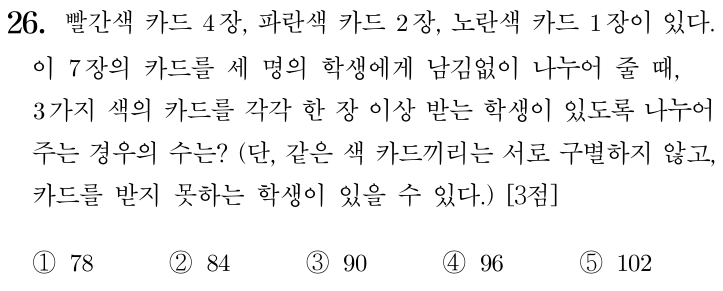 26. 빨간색 카드 4장, 파란색 카드 2장, 노란색 카드 1장이 있다.
이 7장의 카드를 세 명의 학생에게 남김없이 나누어 줄 때,
3가지 색의 카드를 각각 한 장 이상 받는 학생이 있도록 나누어
주는 경우의 수는? (단, 같은 색 카드끼리는 서로 구별하지 않고,
카드를 받지 못하는 학생이 있을 수 있다.) [3점]
① 78 ② 84 ③ 90 ④ 96 ⑤ 102